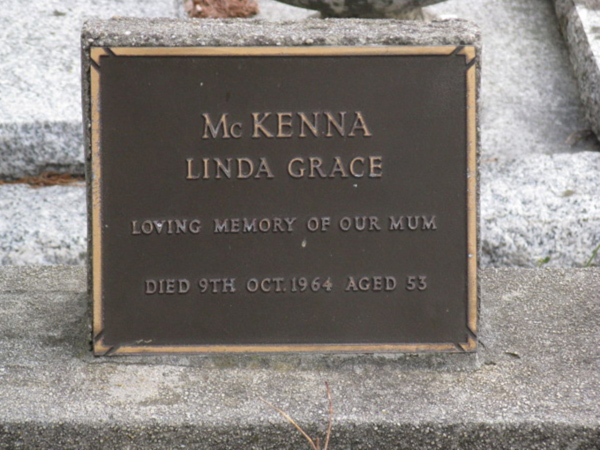 McKENNA
LINDA GRACE
LOVING MEMORY OF OUR MUM
DIED 9TH OCT. 1964 AGED 53